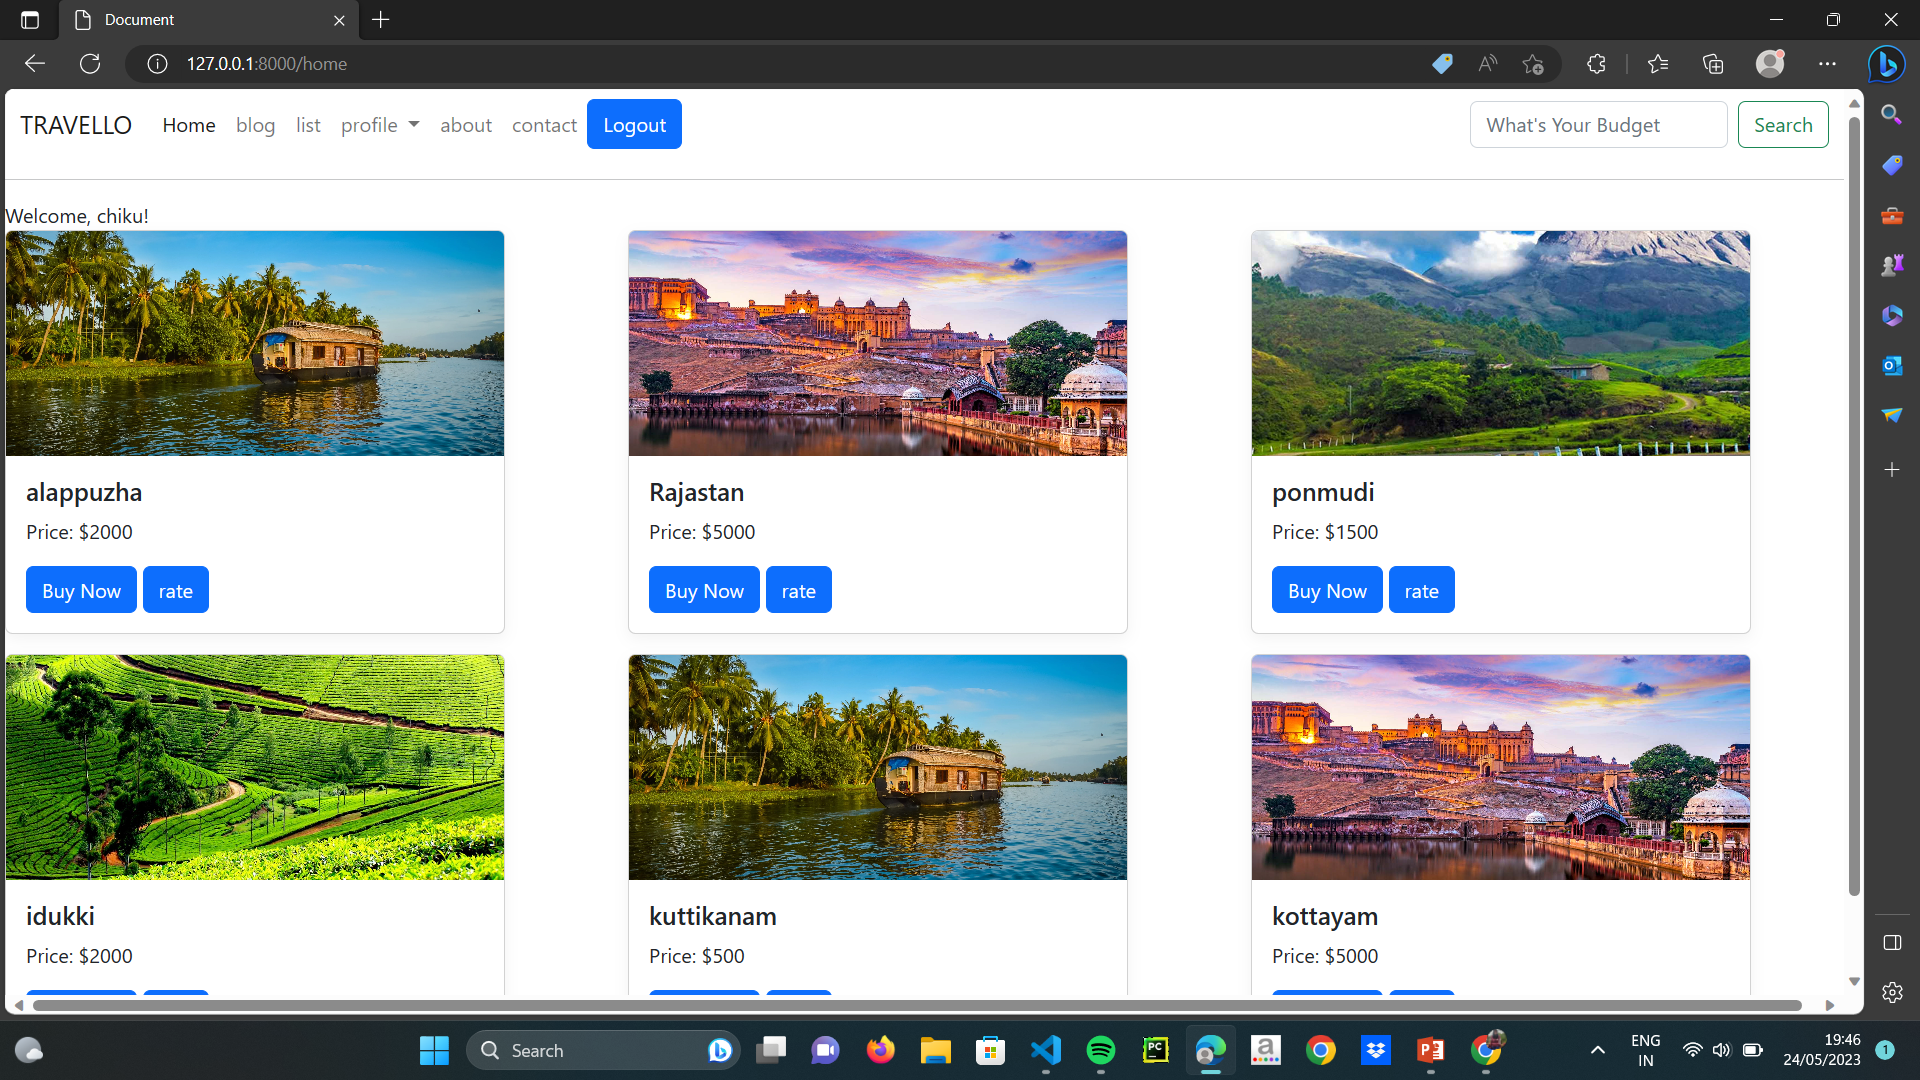 Document
127.0.0.1:8000/home
TRAVELLO Home blog list profile about contact Logout What's Your Budget Search
Welcome, chiku!
alappuzha Rajastan ponmudi
Price: $2000 Price: $5000 Price: $1500
Buy Now rate Buy Now rate Buy Now rate
idukki kuttikanam kottayam
Price: $2000 Price: $500 Price: $5000
Search
PC
a
ENG
IN
19:46
24/05/2023
1